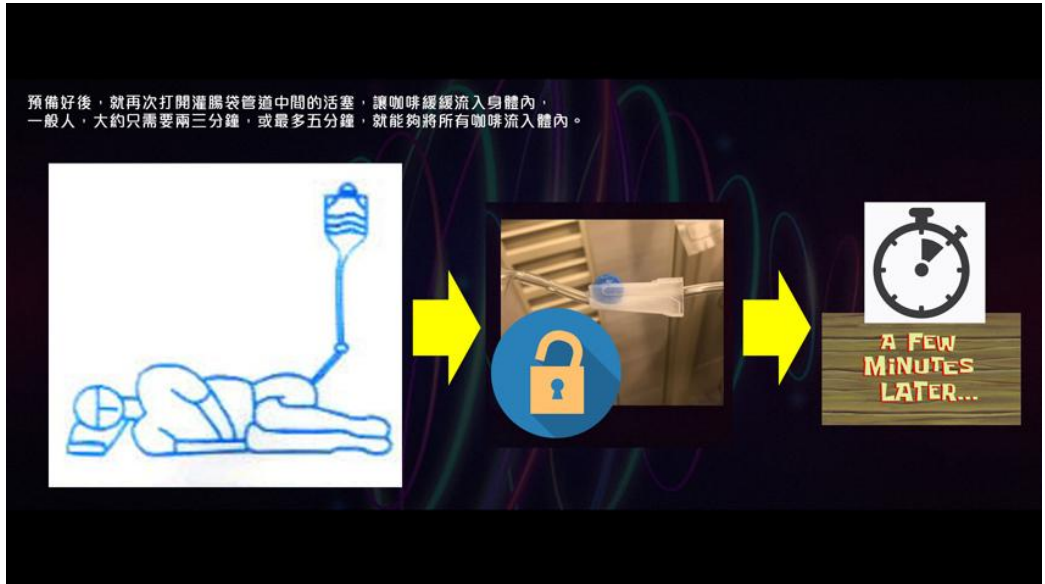 預備好後，就再次打開灌腸袋管道中間的活塞，讓咖啡緩緩流入身體內，
一般人，大約只需要兩三分鐘，或最多五分鐘，就能夠將所有咖啡流入體內。
A FEW
MINUTES
LATER...